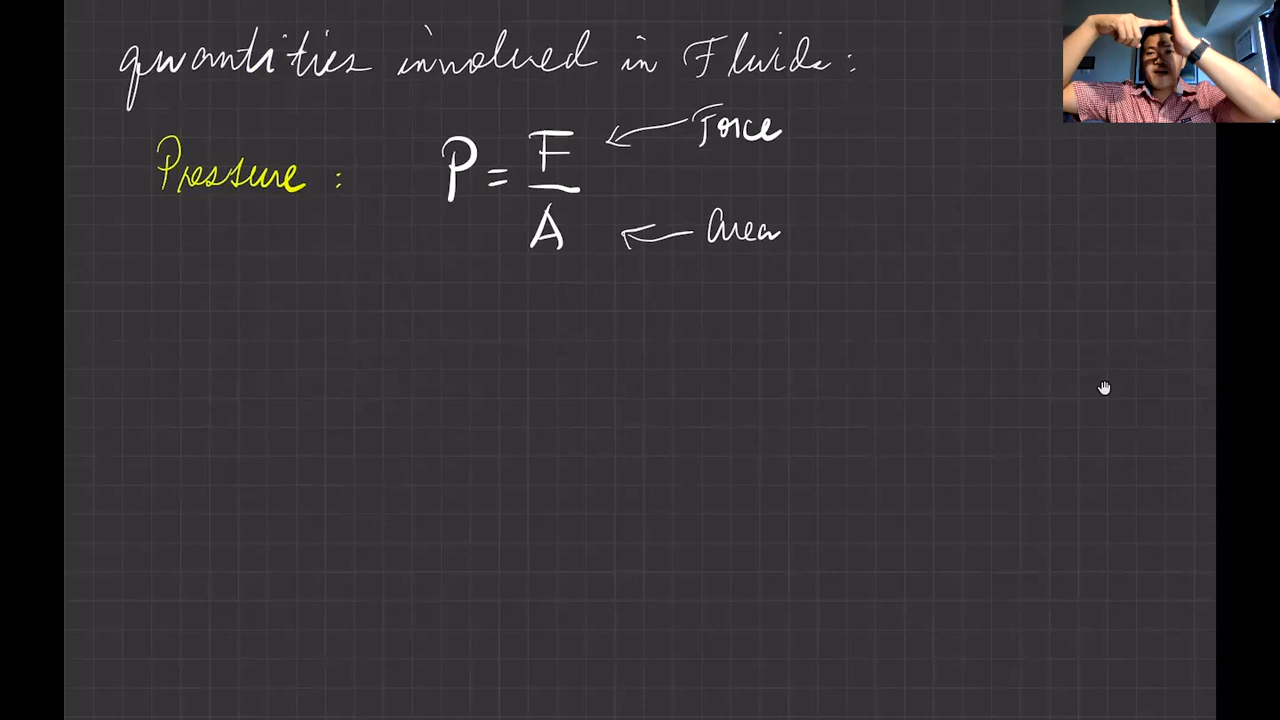 quantities involved in Fluids:
Pressure : P = F / A
Force
Area